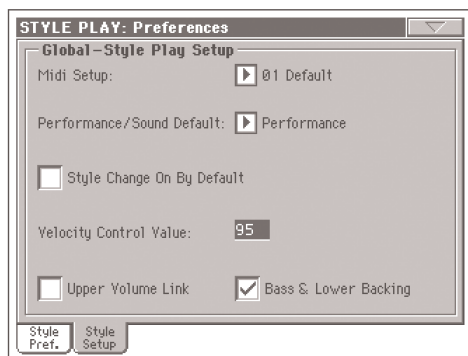 STYLE PLAY: Preferences
Global-Style Play Setup
Midi Setup: 01 Default
Performance/Sound Default: Performance
Style Change On By Default
Velocity Control Value: 95
Upper Volume Link Bass & Lower Backing
Style Pref. Style Setup